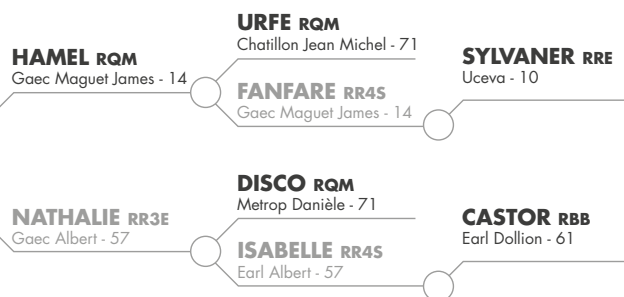 HAMEL RQM
Gaec Maguet James - 14
NATHALIE RR3E
Gaec Albert - 57
URFE RQM
Chatillon Jean Michel - 71
FANFARE RR4S
Gaec Maguet James - 14
DISCO RQM
Metrop Danièle - 71
ISABELLE RR4S
Earl Albert - 57
SYLVANER RRE
Uceva - 10
CASTOR RBB
Earl Dollion - 61